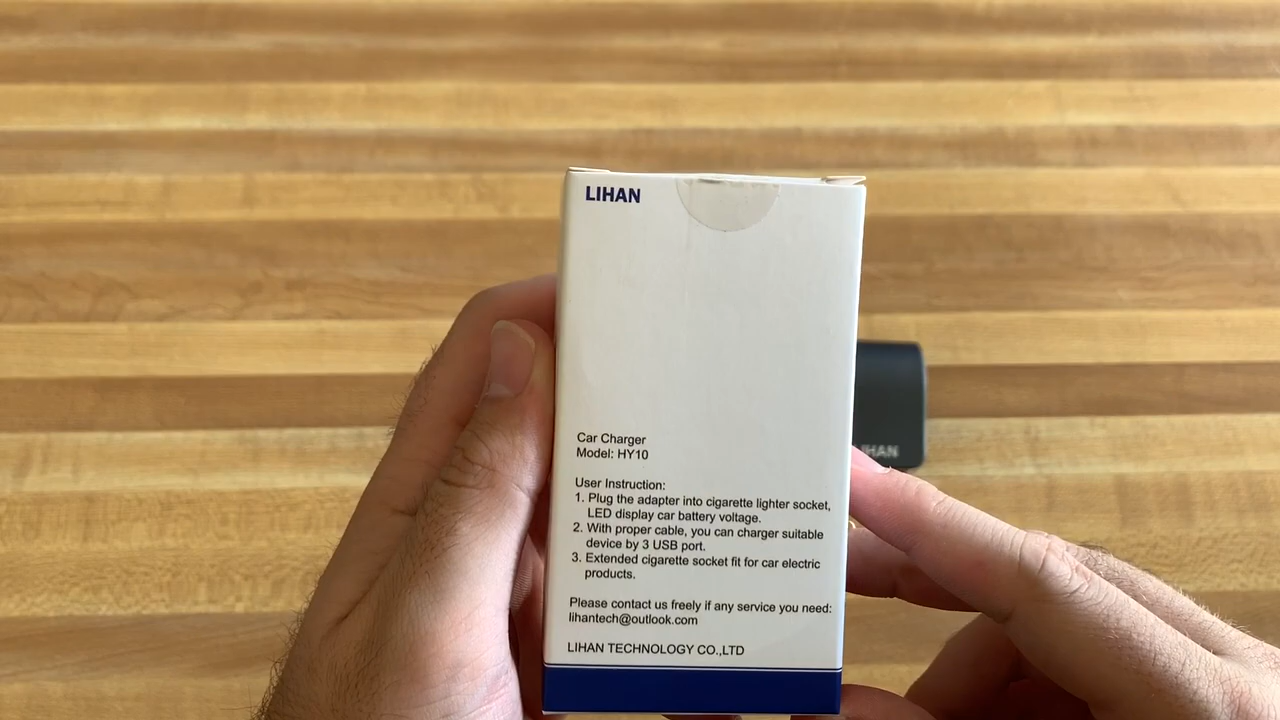 LIHAN
Car Charger
Model: HY10
User Instruction:
1. Plug the adapter into cigarette lighter socket,
LED display car battery voltage.
2. With proper cable, you can charger suitable
device by 3 USB port.
3. Extended cigarette socket fit for car electric
products.
Please contact us freely if any service you need:
lihantech@outlook.com
LIHAN TECHNOLOGY CO.,LTD
LIHAN